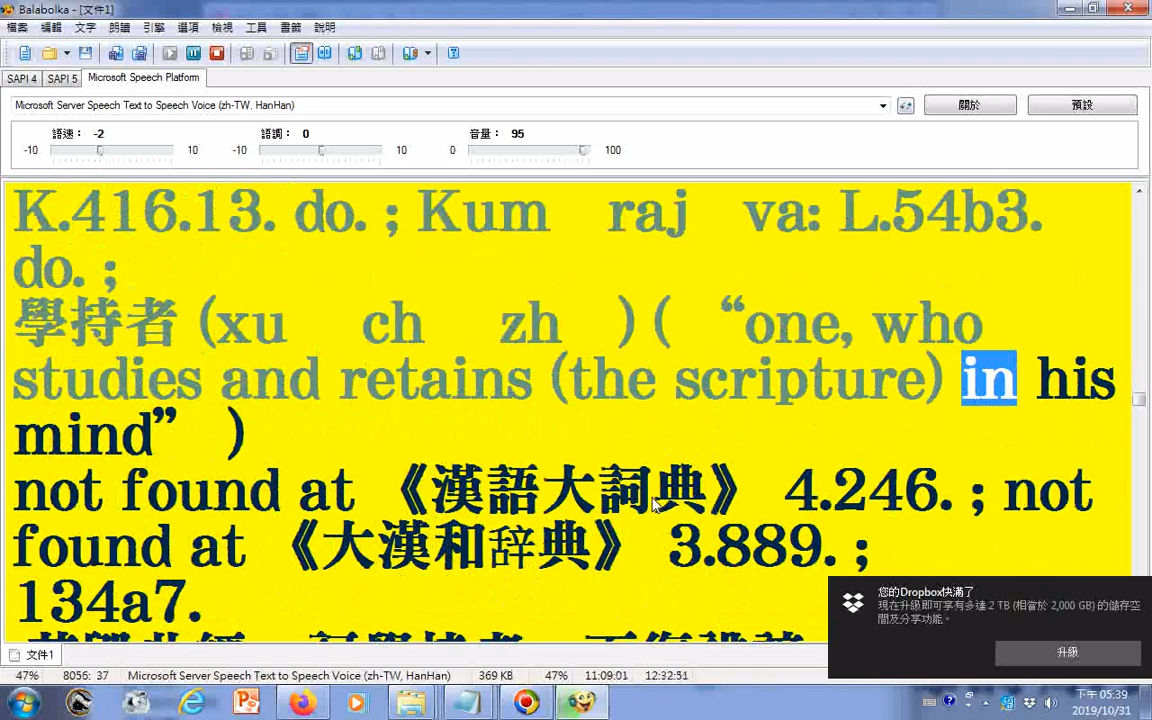 Balabolka - [文件1]
檔案 編輯 文字 朗讀 引擎 選項 檢視 工具 書籤 說明
SAPI 4 SAPI 5 Microsoft Speech Platform
Microsoft Server Speech Text to Speech Voice (zh-TW, HanHan) 關於 預設
語速： -2 語調： 0 音量： 95
-10 10 -10 10 0 100
K.416.13. do. ; Kum raj va: L.54b3.
do. ;
學持者 (xu ch zh ) ( “one, who
studies and retains (the scripture) in his
mind” )
not found at 《漢語大詞典》 4.246. ; not
found at 《大漢和辞典》 3.889. ;
134a7.
您的Dropbox快滿了
現在升級即可享有多達 2 TB (相當於 2,000 GB) 的儲存空
間及分享功能。
升級
文件1
47% 8056: 37 Microsoft Server Speech Text to Speech Voice (zh-TW, HanHan) 369 KB 47% 11:09:01 12:32:51
下午 05:39
2019/10/31